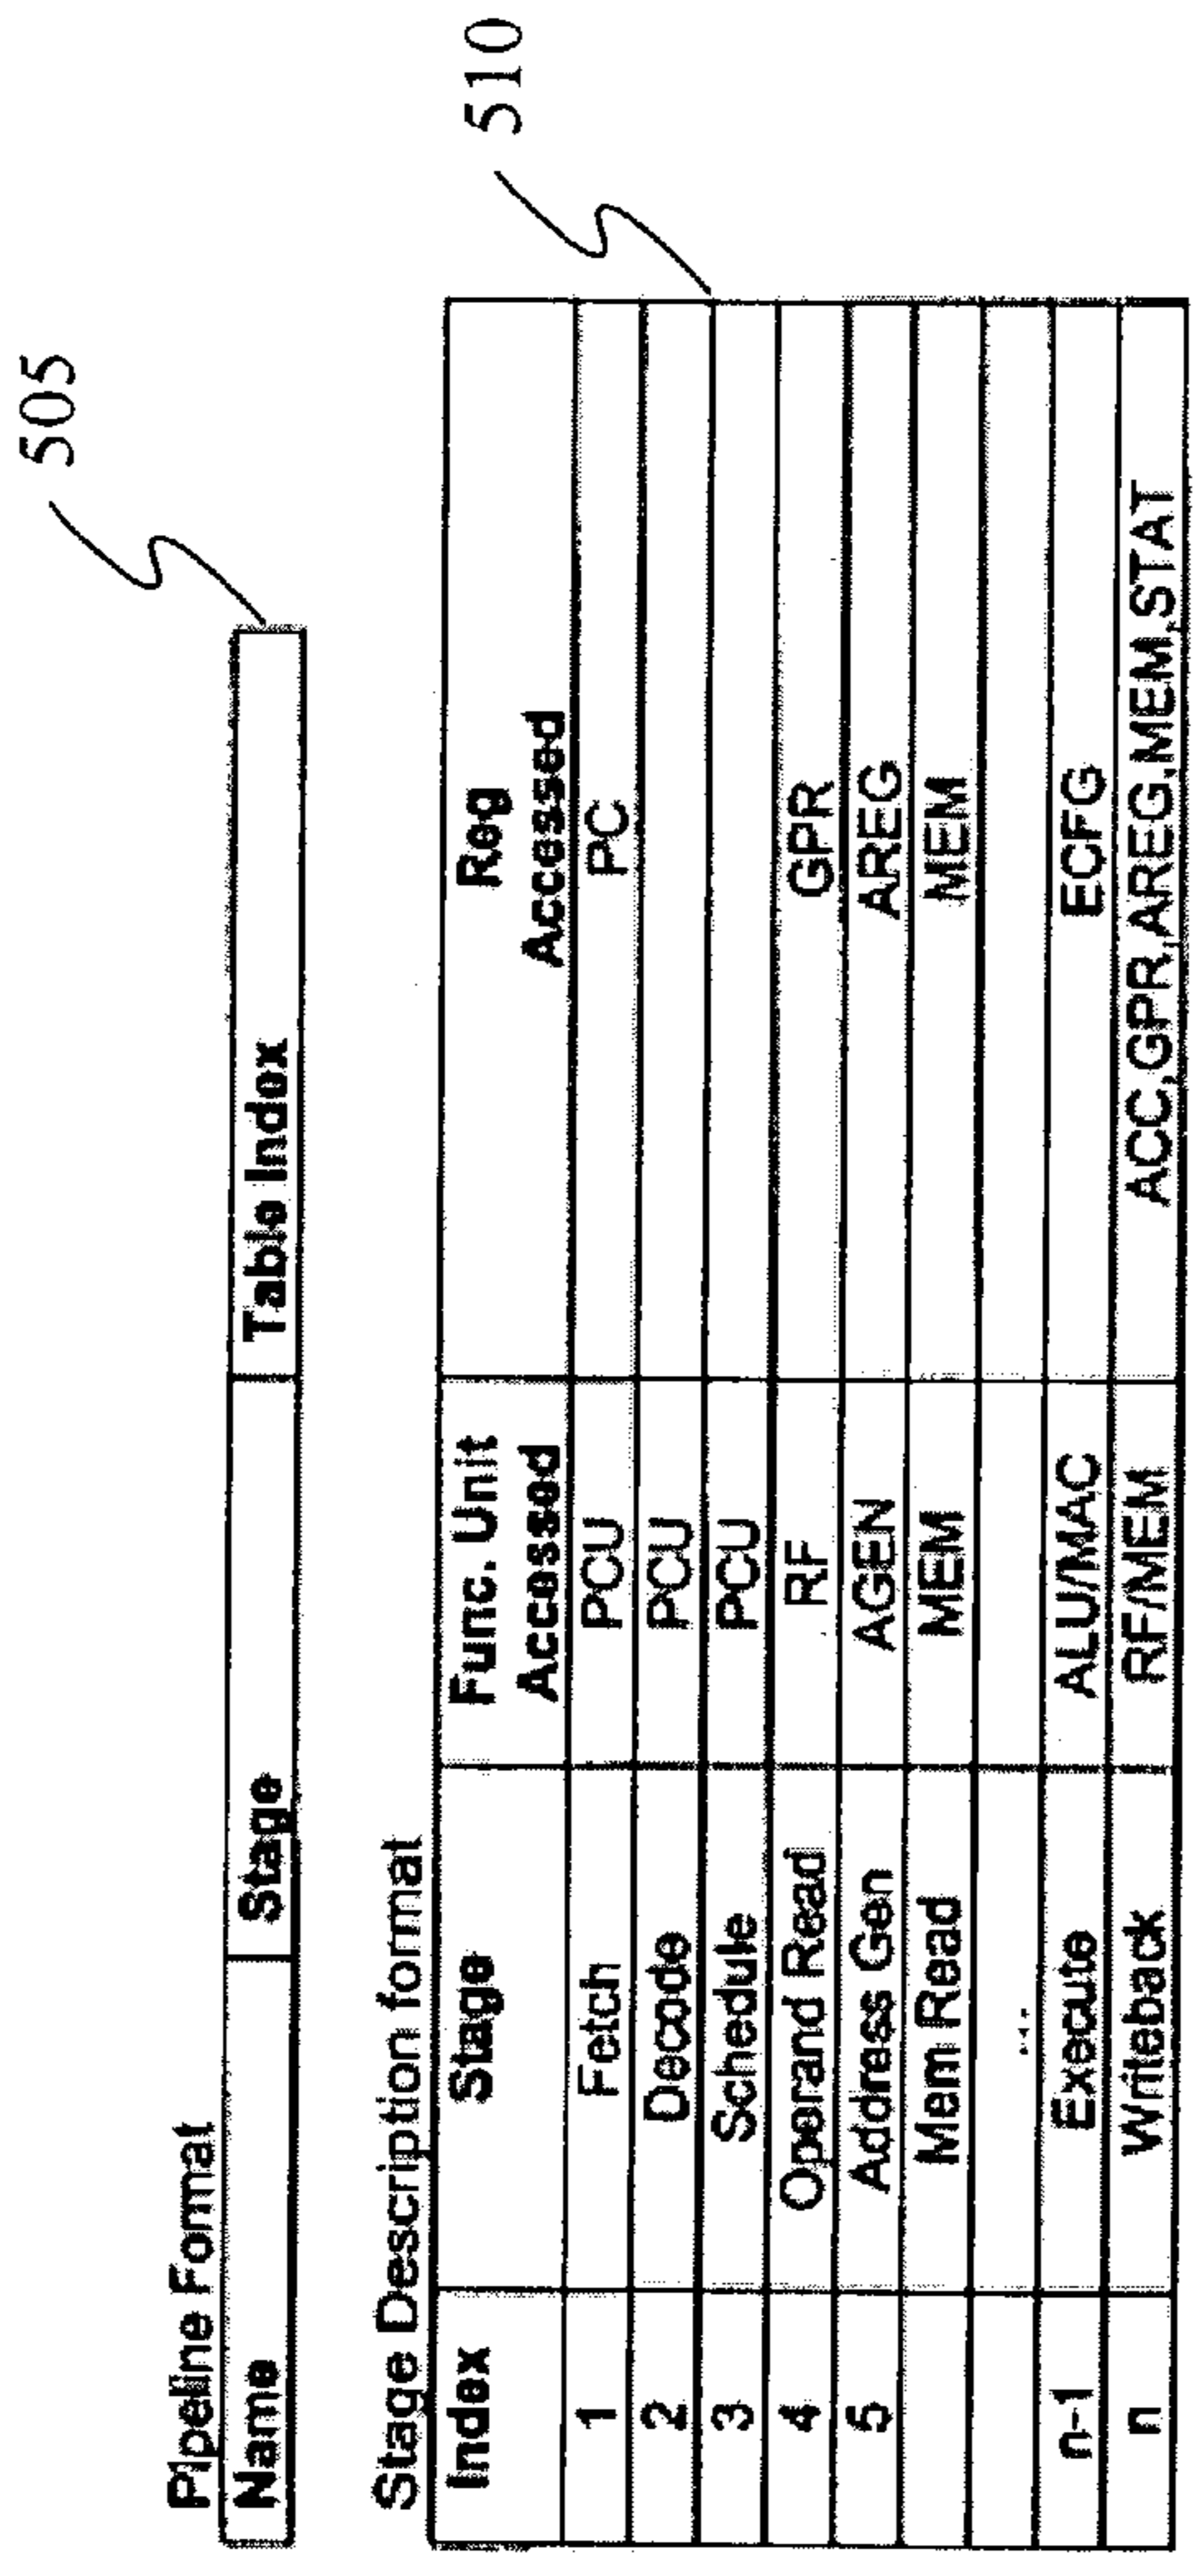 505
Pipeline Format
Name Stage Table Index
510
Stage Description format
Index Stage Func. Unit Accessed Reg Accessed
1 Fetch PCU PC
2 Decode PCU
3 Schedule PCU
4 Operand Read RF GPR
5 Address Gen AGEN AREG
Mem Read MEM MEM
...
n-1 Execute ALU/MAC ECFG
n Writeback RF/MEM ACC,GPR,AREG,MEM,STAT